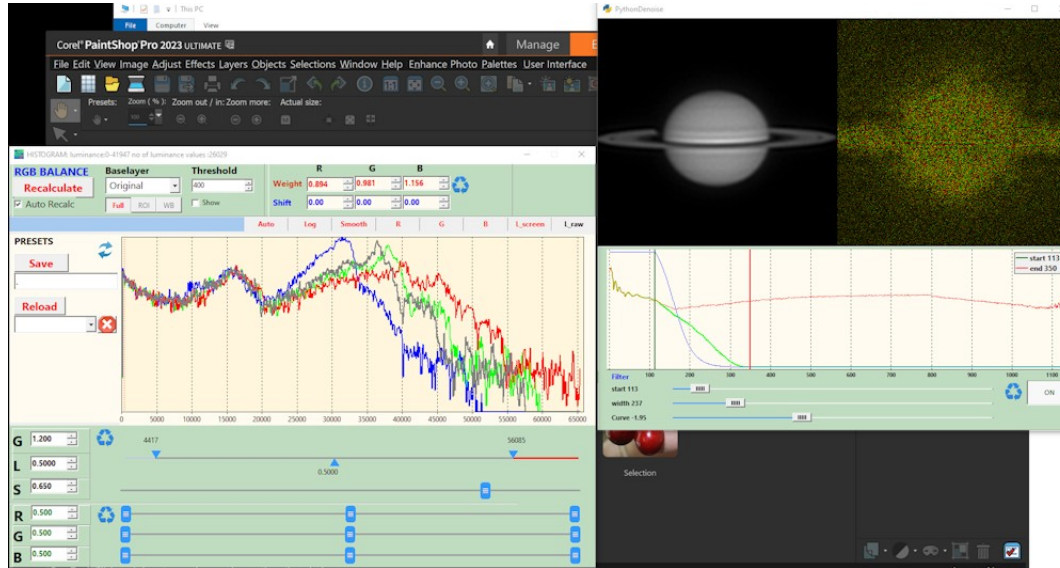 This PC
File Computer View
Corel® PaintShop Pro 2023 ULTIMATE
Manage
File Edit View Image Adjust Effects Layers Objects Selections Window Help Enhance Photo Palettes User Interface
Presets: Zoom ( % ): Zoom out / in: Zoom more: Actual size:
PythonDenoise
HISTOGRAM: luminance:0-41947 no of luminance values :26029
RGB BALANCE Baselayer Threshold R G B
Recalculate Original 400 Weight 0.894 0.981 1.156
Auto Recalc Full ROI WB Show Shift 0.00 0.00 0.00
Auto Log Smooth R G B L_screen L_raw
PRESETS
Save
Reload
0 5000 10000 15000 20000 25000 30000 35000 40000 45000 50000 55000 60000 65000
G 1.200 4417 56085
L 0.5000 0.5000
S 0.650
R 0.500
G 0.500
B 0.500
start 113
end 350
100 200 300 400 500 600 700 800 900 1000 1100
Filter
start 113
width 237
Curve -1.95
ON
Selection